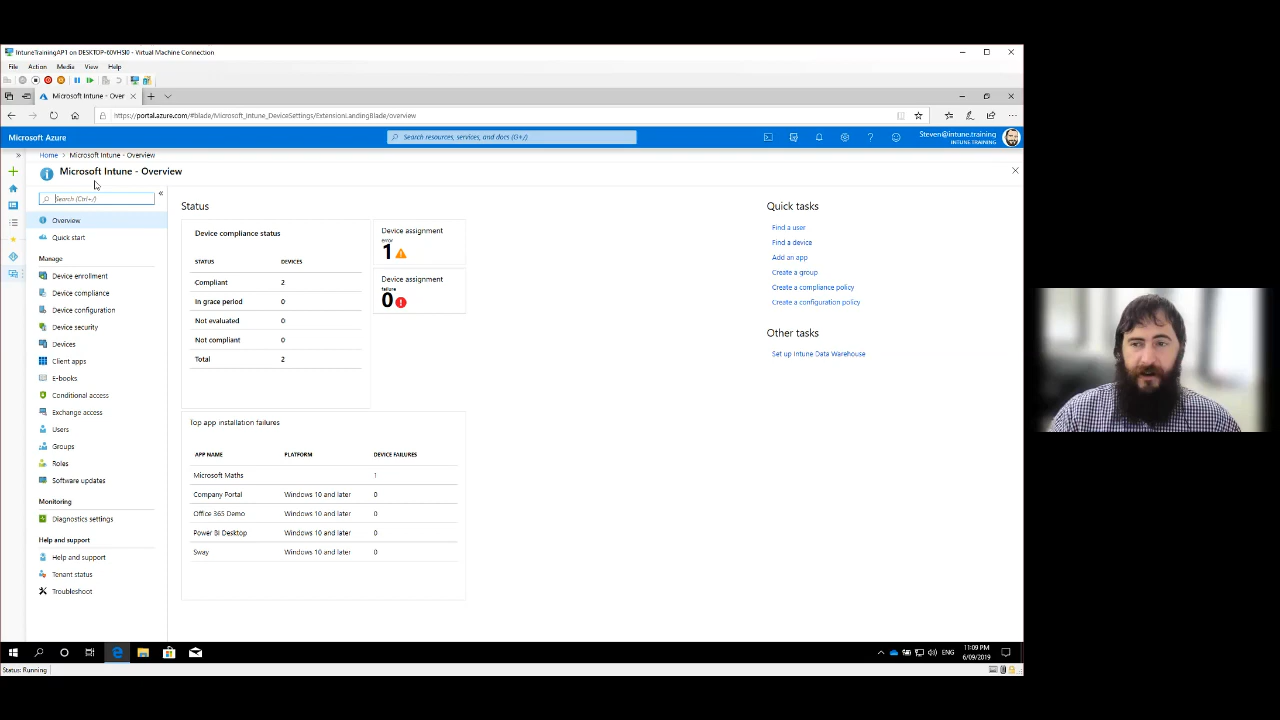 IntuneTrainingAP1 on DESKTOP-60VHSI0 - Virtual Machine Connection
File Action Media View Help
Microsoft Intune - Over
https://portal.azure.com/#blade/Microsoft_Intune_DeviceSettings/ExtensionLandingBlade/overview
Microsoft Azure
Search resources, services, and docs (G+/)
Steven@intune.training
INTUNE.TRAINING
Home > Microsoft Intune - Overview
Microsoft Intune - Overview
Search (Ctrl+/)
Overview
Quick start
Manage
Device enrollment
Device compliance
Device configuration
Device security
Devices
Client apps
E-books
Conditional access
Exchange access
Users
Groups
Roles
Software updates
Monitoring
Diagnostics settings
Help and support
Help and support
Tenant status
Troubleshoot
Status
Device compliance status
STATUS DEVICES
Compliant 2
In grace period 0
Not evaluated 0
Not compliant 0
Total 2
Device assignment
error
1
Device assignment
failure
0
Top app installation failures
APP NAME PLATFORM DEVICE FAILURES
Microsoft Maths 1
Company Portal Windows 10 and later 0
Office 365 Demo Windows 10 and later 0
Power BI Desktop Windows 10 and later 0
Sway Windows 10 and later 0
Quick tasks
Find a user
Find a device
Add an app
Create a group
Create a compliance policy
Create a configuration policy
Other tasks
Set up Intune Data Warehouse
ENG
11:09 PM
6/09/2019
Status: Running